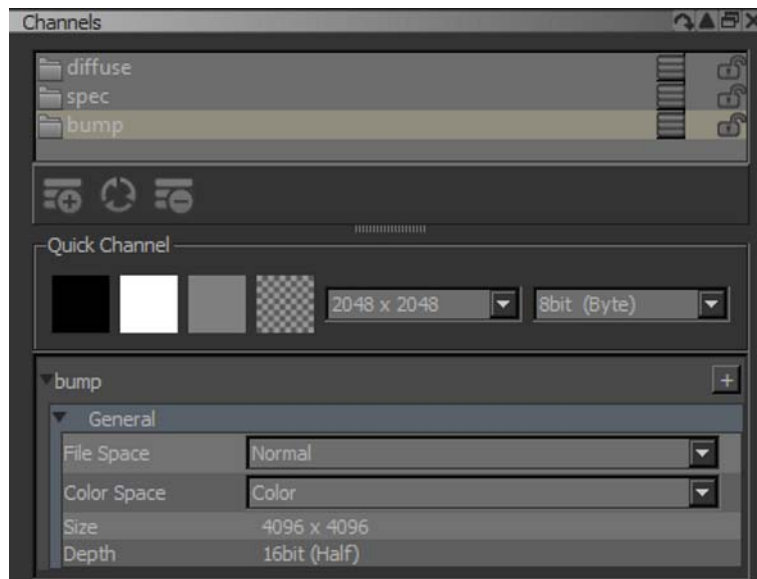 Channels
diffuse
spec
bump
Quick Channel
2048 x 2048
8bit (Byte)
bump
General
File Space Normal
Color Space Color
Size 4096 x 4096
Depth 16bit (Half)